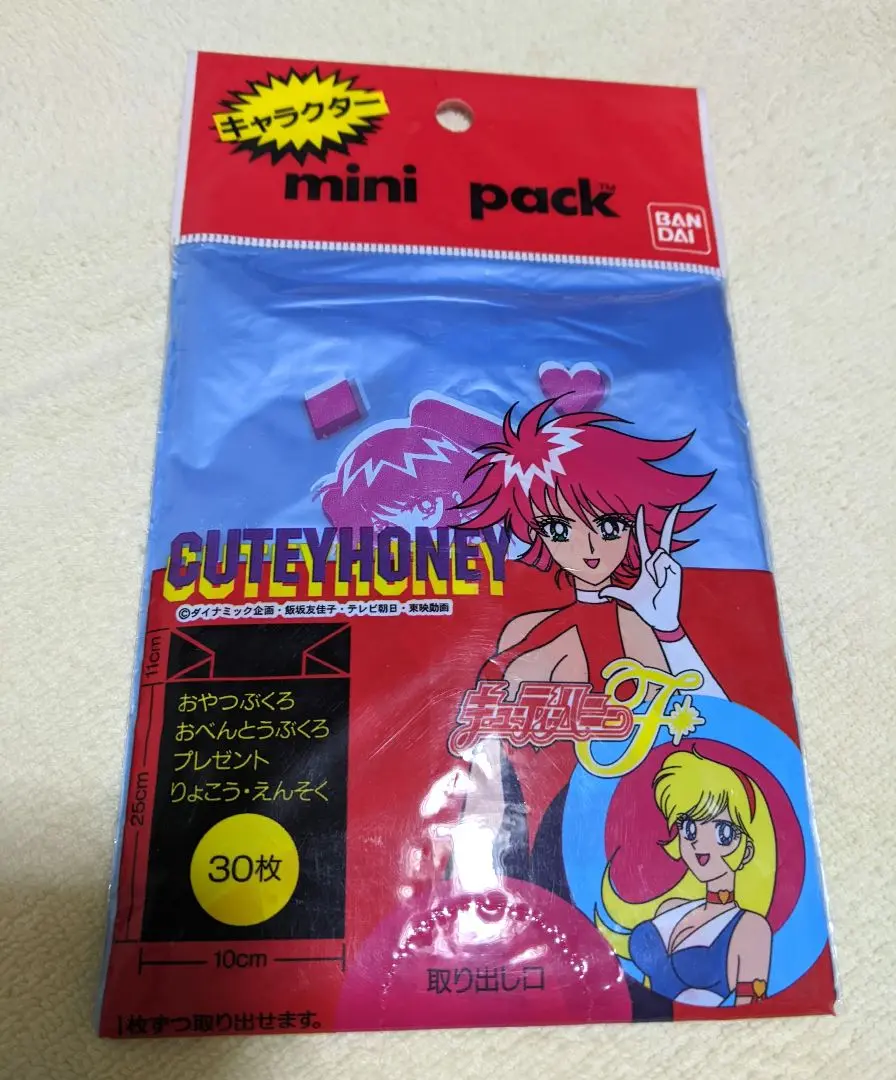 キャラクター
mini pack™
BAN
DAI
CUTEYHONEY
©ダイナミック企画・飯坂友佳子・テレビ朝日・東映動画
キューティーハニーF
11cm
25cm
おやつぶくろ
おべんとうぶくろ
プレゼント
りょこう・えんそく
30枚
10cm
取り出し口
1枚ずつ取り出せます。